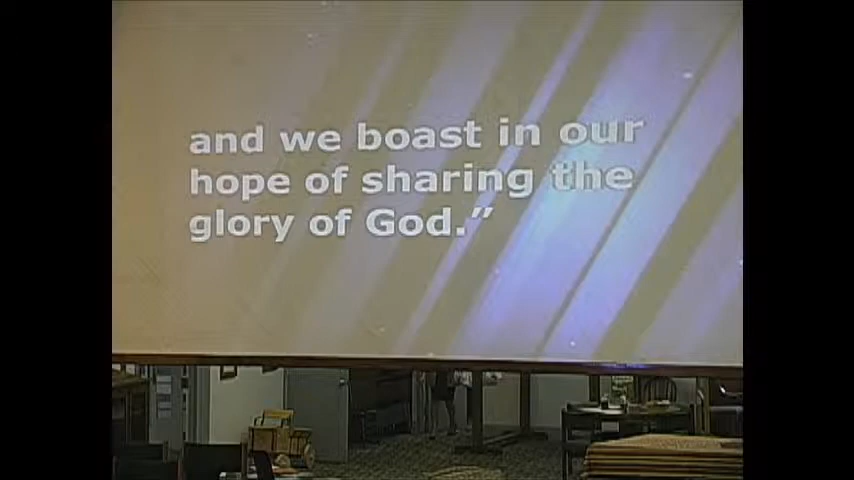 and we boast in our
hope of sharing the
glory of God.”